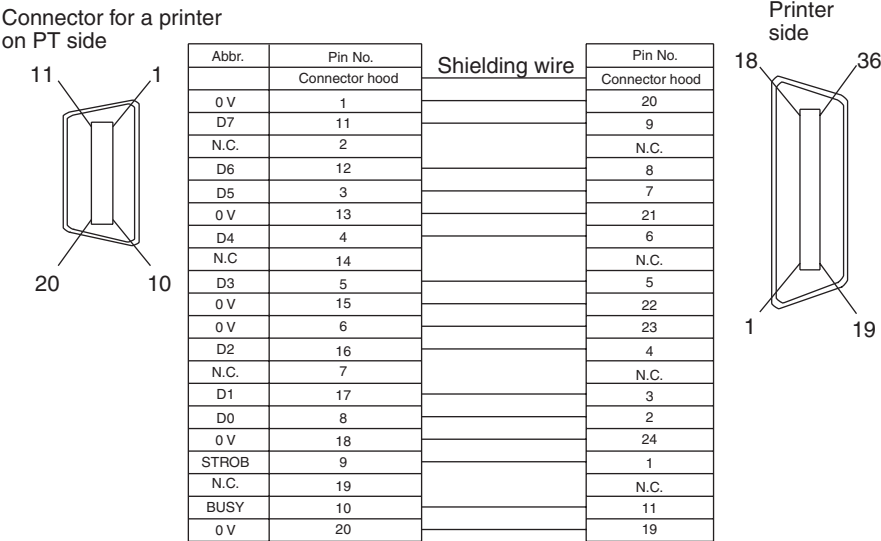 Connector for a printer
on PT side
11 1
20 10
Abbr. Pin No. Shielding wire Pin No.
Connector hood Connector hood
0 V 1 20
D7 11 9
N.C. 2 N.C.
D6 12 8
D5 3 7
0 V 13 21
D4 4 6
N.C 14 N.C.
D3 5 5
0 V 15 22
0 V 6 23
D2 16 4
N.C. 7 N.C.
D1 17 3
D0 8 2
0 V 18 24
STROB 9 1
N.C. 19 N.C.
BUSY 10 11
0 V 20 19
Printer
side
18 36
1 19